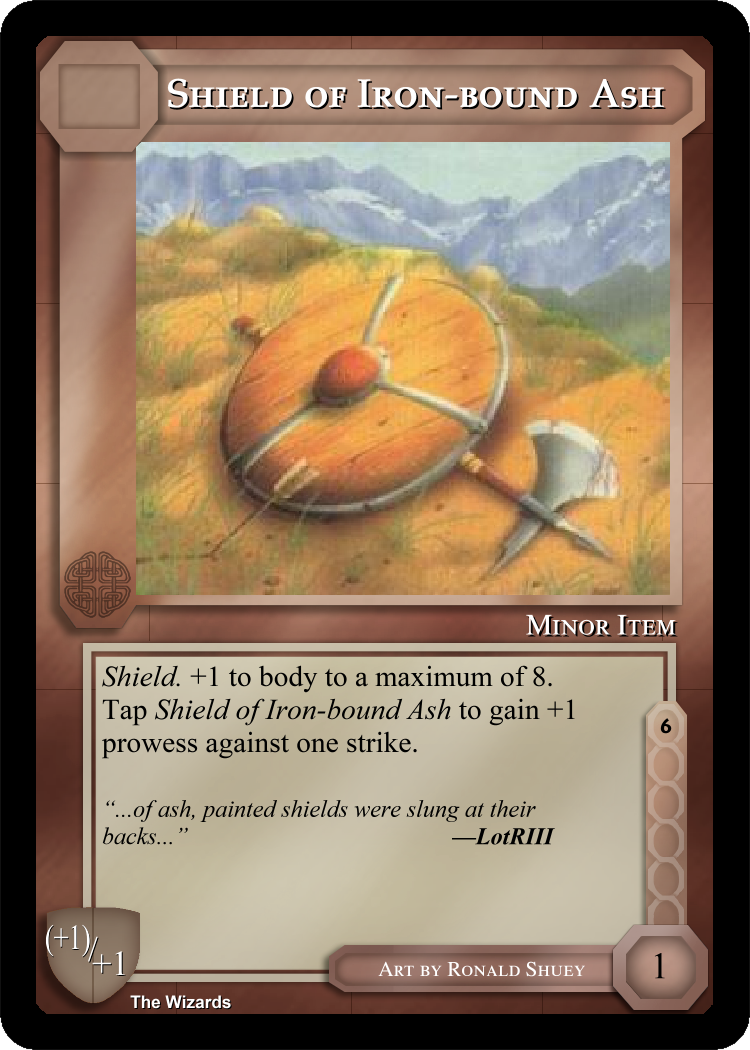 Shield of Iron-bound Ash
Minor Item
Shield. +1 to body to a maximum of 8.
Tap Shield of Iron-bound Ash to gain +1
prowess against one strike.
6
“...of ash, painted shields were slung at their
backs...” —LotRIII
(+1)/+1
Art by Ronald Shuey
1
The Wizards